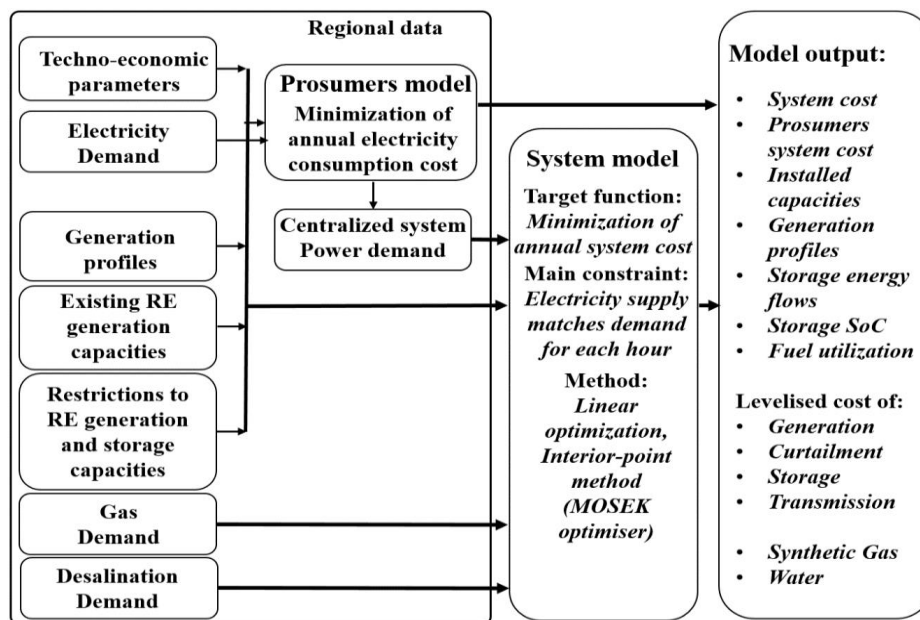 Regional data
Techno-economic
parameters
Electricity
Demand
Generation
profiles
Existing RE
generation
capacities
Restrictions to
RE generation
and storage
capacities
Gas
Demand
Desalination
Demand
Prosumers model
Minimization of
annual electricity
consumption cost
Centralized system
Power demand
System model
Target function:
Minimization of
annual system cost
Main constraint:
Electricity supply
matches demand
for each hour
Method:
Linear
optimization,
Interior-point
method
(MOSEK
optimiser)
Model output:
• System cost
• Prosumers
system cost
• Installed
capacities
• Generation
profiles
• Storage energy
flows
• Storage SoC
• Fuel utilization
Levelised cost of:
• Generation
• Curtailment
• Storage
• Transmission
• Synthetic Gas
• Water